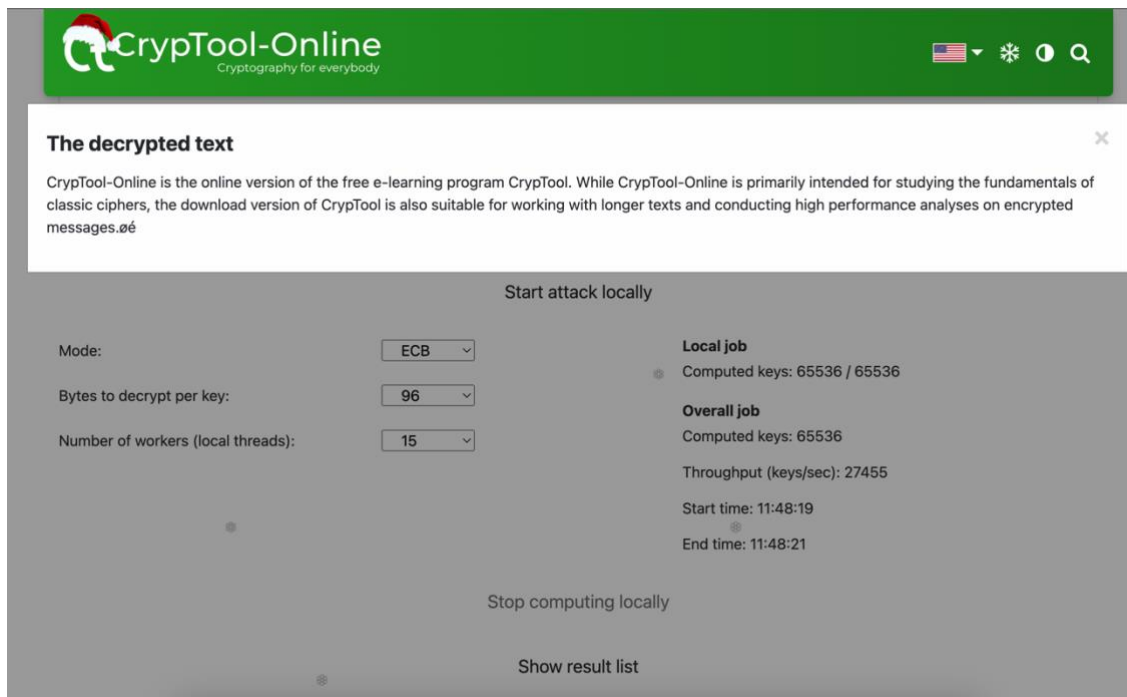 CrypTool-Online
Cryptography for everybody
The decrypted text
CrypTool-Online is the online version of the free e-learning program CrypTool. While CrypTool-Online is primarily intended for studying the fundamentals of
classic ciphers, the download version of CrypTool is also suitable for working with longer texts and conducting high performance analyses on encrypted
messages.øé
Start attack locally
Mode:
ECB
Bytes to decrypt per key:
96
Number of workers (local threads):
15
Local job
Computed keys: 65536 / 65536
Overall job
Computed keys: 65536
Throughput (keys/sec): 27455
Start time: 11:48:19
End time: 11:48:21
Stop computing locally
Show result list